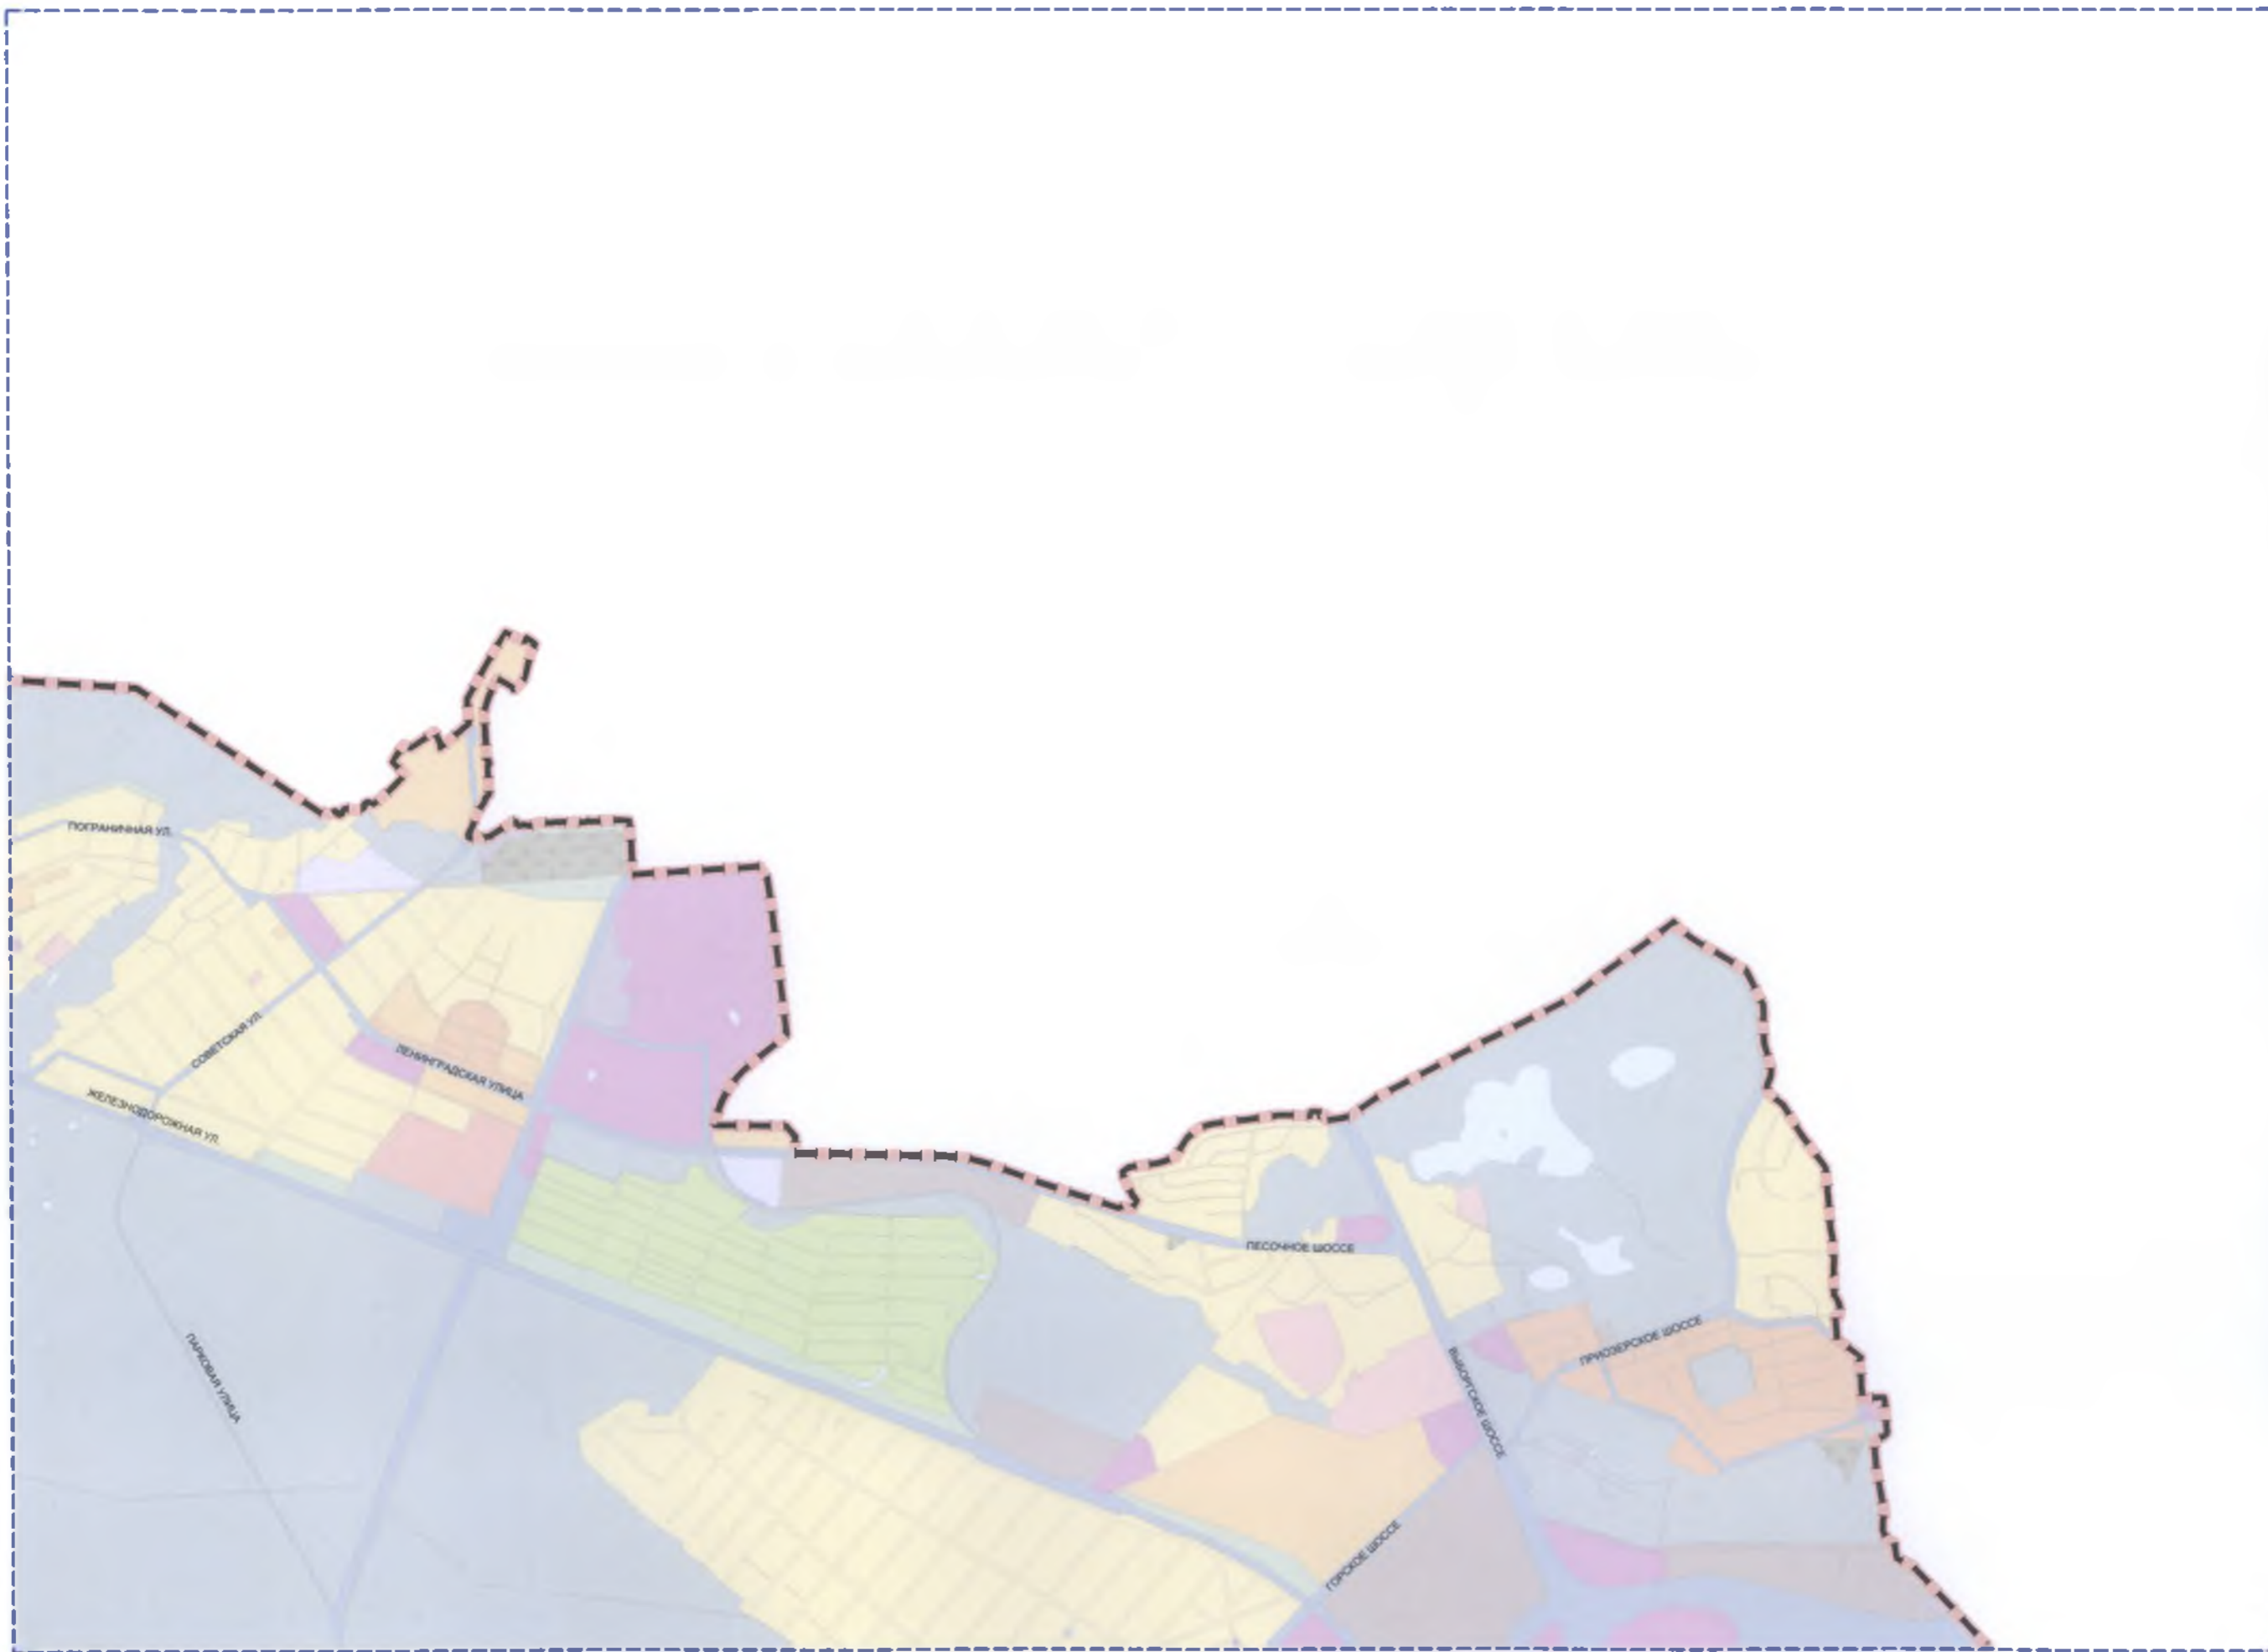 ПОГРАНИЧНАЯ УЛ.
СОВЕТСКАЯ УЛ.
ЛЕНИНГРАДСКАЯ УЛИЦА
ЖЕЛЕЗНОДОРОЖНАЯ УЛ.
ПЕСОЧНОЕ ШОССЕ
ПРИОЗЕРСКОЕ ШОССЕ
ПАРКОВАЯ УЛИЦА
ВЫБОРГСКОЕ ШОССЕ
ГОРСКОЕ ШОССЕ